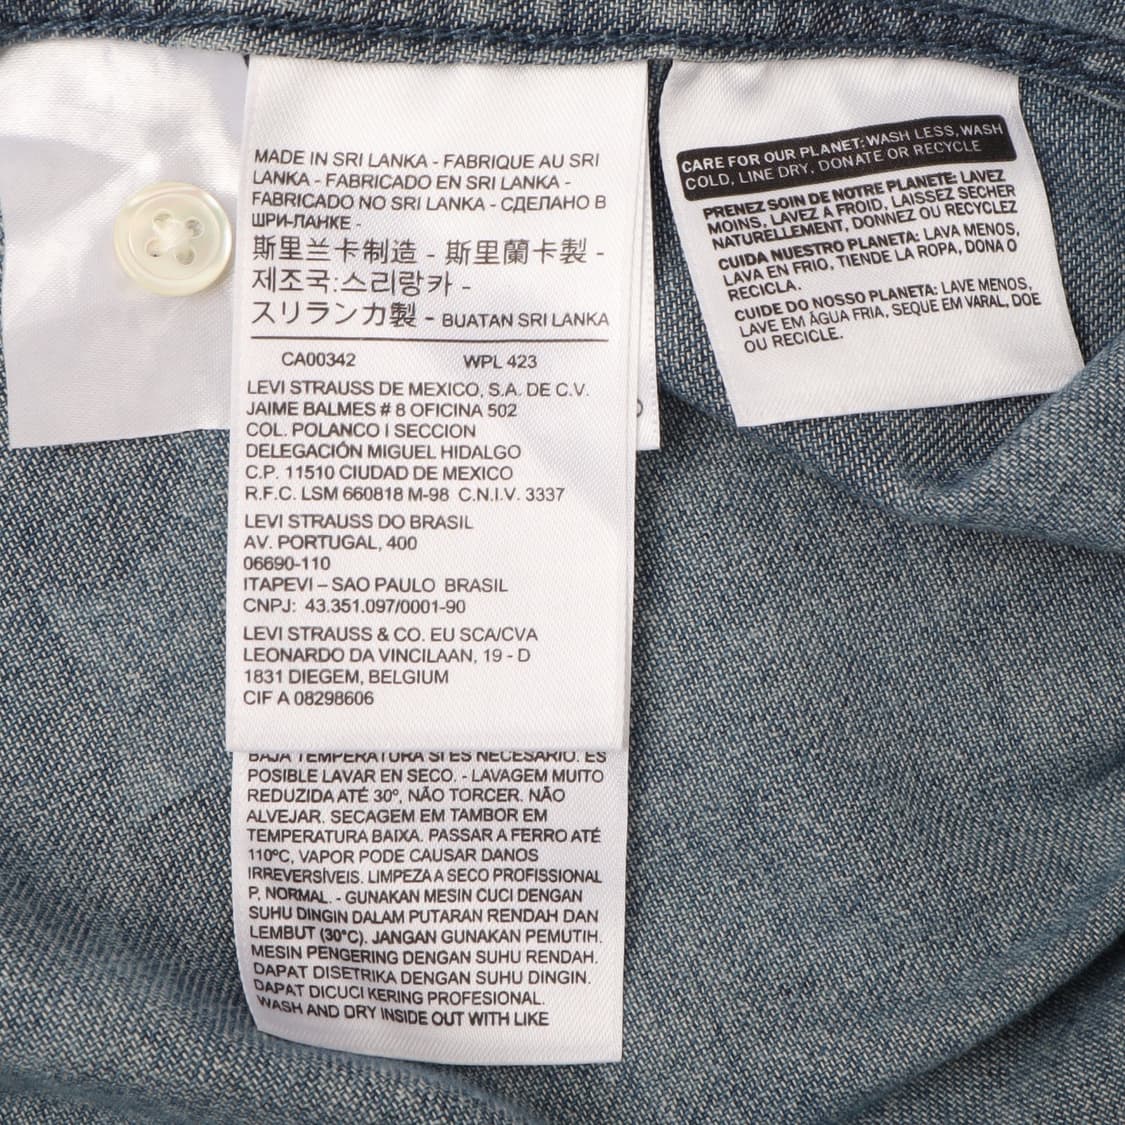 MADE IN SRI LANKA - FABRIQUE AU SRI
LANKA - FABRICADO EN SRI LANKA -
FABRICADO NO SRI LANKA - СДЕЛАНО В
ШРИ-ЛАНКЕ -
斯里兰卡制造 - 斯里蘭卡製 -
제조국:스리랑카 -
スリランカ製 - BUATAN SRI LANKA
CA00342 WPL 423
LEVI STRAUSS DE MEXICO, S.A. DE C.V.
JAIME BALMES # 8 OFICINA 502
COL. POLANCO I SECCION
DELEGACIÓN MIGUEL HIDALGO
C.P. 11510 CIUDAD DE MEXICO
R.F.C. LSM 660818 M-98 C.N.I.V. 3337
LEVI STRAUSS DO BRASIL
AV. PORTUGAL, 400
06690-110
ITAPEVI – SAO PAULO BRASIL
CNPJ: 43.351.097/0001-90
LEVI STRAUSS & CO. EU SCA/CVA
LEONARDO DA VINCILAAN, 19 - D
1831 DIEGEM, BELGIUM
CIF A 08298606
BAJA TEMPERATURA SI ES NECESARIO. ES
POSIBLE LAVAR EN SECO. - LAVAGEM MUITO
REDUZIDA ATÉ 30°, NÃO TORCER. NÃO
ALVEJAR. SECAGEM EM TAMBOR EM
TEMPERATURA BAIXA. PASSAR A FERRO ATÉ
110°C, VAPOR PODE CAUSAR DANOS
IRREVERSÍVEIS. LIMPEZA A SECO PROFISSIONAL
P, NORMAL. - GUNAKAN MESIN CUCI DENGAN
SUHU DINGIN DALAM PUTARAN RENDAH DAN
LEMBUT (30°C). JANGAN GUNAKAN PEMUTIH.
MESIN PENGERING DENGAN SUHU RENDAH.
DAPAT DISETRIKA DENGAN SUHU DINGIN.
DAPAT DICUCI KERING PROFESIONAL.
WASH AND DRY INSIDE OUT WITH LIKE
CARE FOR OUR PLANET: WASH LESS, WASH
COLD, LINE DRY, DONATE OR RECYCLE
PRENEZ SOIN DE NOTRE PLANETE: LAVEZ
MOINS, LAVEZ A FROID, LAISSEZ SECHER
NATURELLEMENT, DONNEZ OU RECYCLEZ
CUIDA NUESTRO PLANETA: LAVA MENOS,
LAVA EN FRIO, TIENDE LA ROPA, DONA O
RECICLA.
CUIDE DO NOSSO PLANETA: LAVE MENOS,
LAVE EM ÁGUA FRIA, SEQUE EM VARAL, DOE
OU RECICLE.